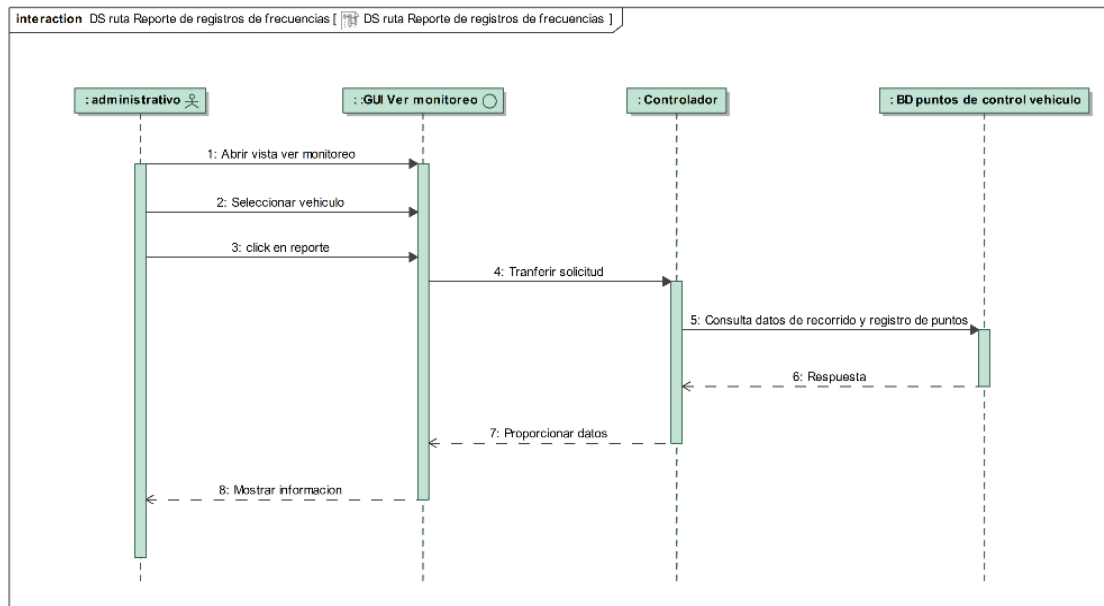 interaction DS ruta Reporte de registros de frecuencias [ DS ruta Reporte de registros de frecuencias ]
: administrativo
: :GUI Ver monitoreo
: Controlador
: BD puntos de control vehiculo
1: Abrir vista ver monitoreo
2: Seleccionar vehiculo
3: click en reporte
4: Tranferir solicitud
5: Consulta datos de recorrido y registro de puntos
6: Respuesta
7: Proporcionar datos
8: Mostrar informacion